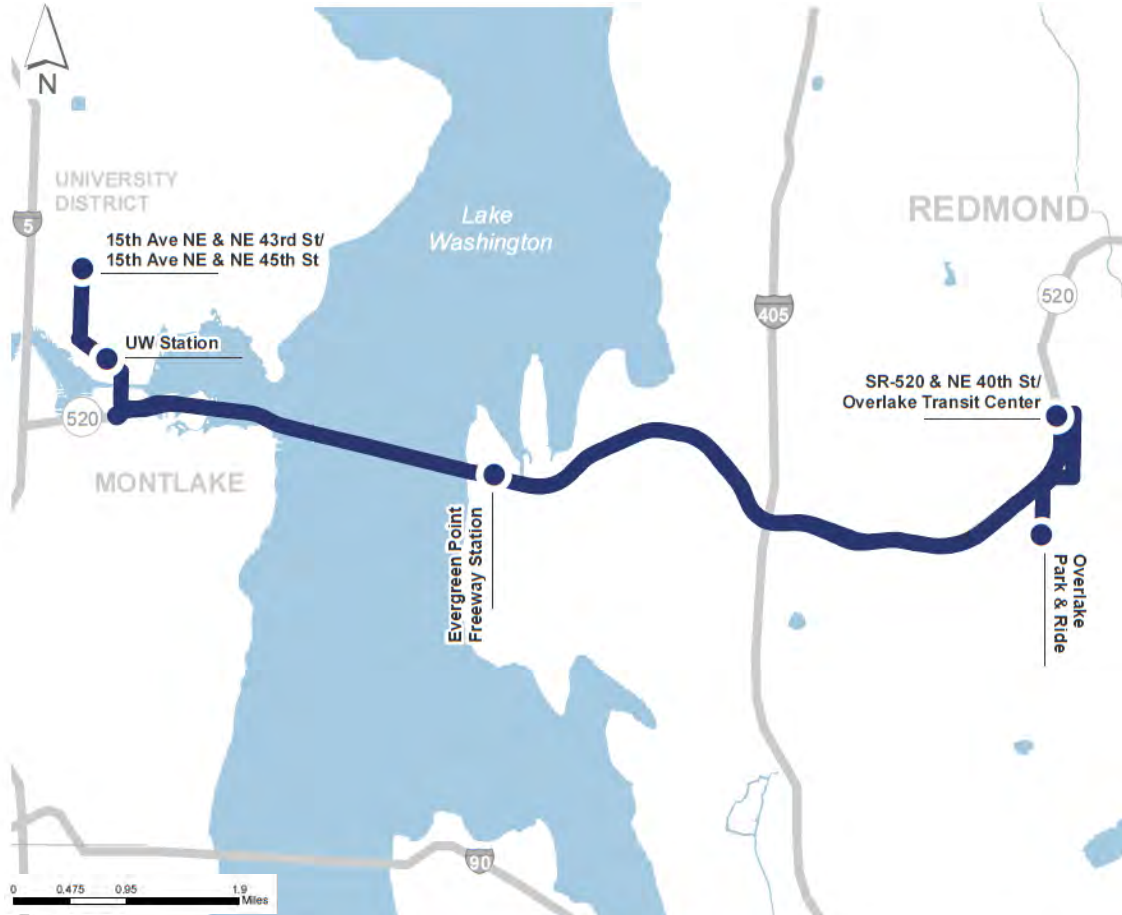 N
UNIVERSITY
DISTRICT
5
15th Ave NE & NE 43rd St/
15th Ave NE & NE 45th St
UW Station
520
MONTLAKE
Lake
Washington
REDMOND
405
520
SR-520 & NE 40th St/
Overlake Transit Center
Evergreen Point
Freeway Station
Overlake
Park & Ride
90
0 0.475 0.95 1.9
Miles